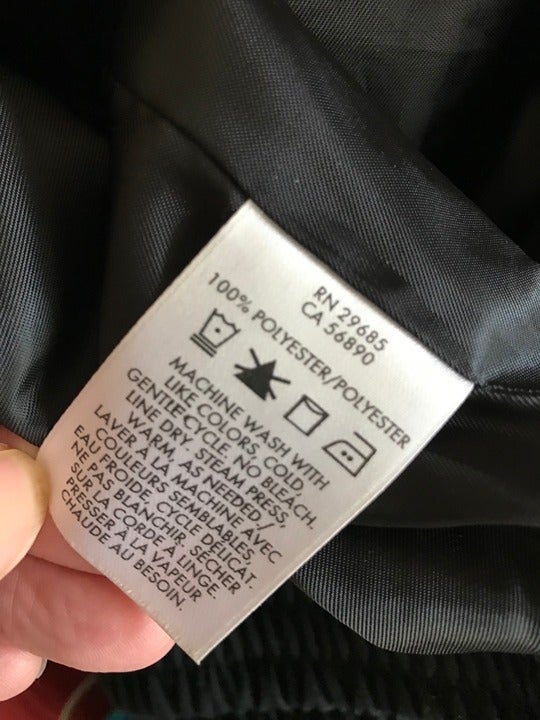 RN 29685
CA 56890
100% POLYESTER/POLYESTER
MACHINE WASH WITH
LIKE COLORS, COLD,
GENTLE CYCLE, NO BLEACH,
LINE DRY. STEAM PRESS,
WARM, AS NEEDED/
LAVER À LA MACHINE AVEC
COULEURS SEMBLABLES,
EAU FROIDE, CYCLE DÉLICAT.
NE PAS BLANCHIR. SÉCHER
SUR LA CORDE À LINGE.
PRESSER À VAPEUR
CHAUDE AU BESOIN.